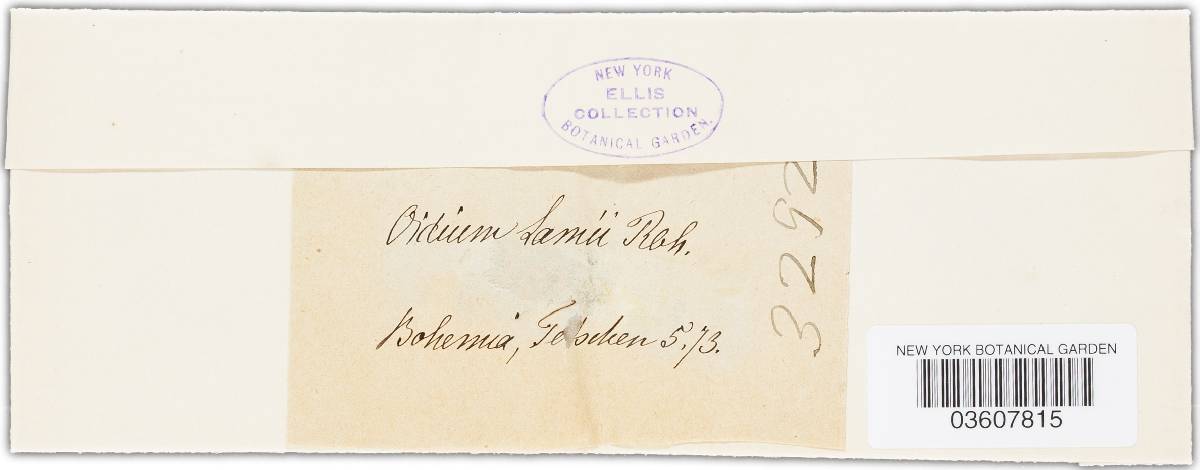 NEW YORK
ELLIS
COLLECTION
BOTANICAL GARDEN.
Oidium Lamii Rbh.
Bohemia, Tetschen 5.73.
3292
NEW YORK BOTANICAL GARDEN
03607815